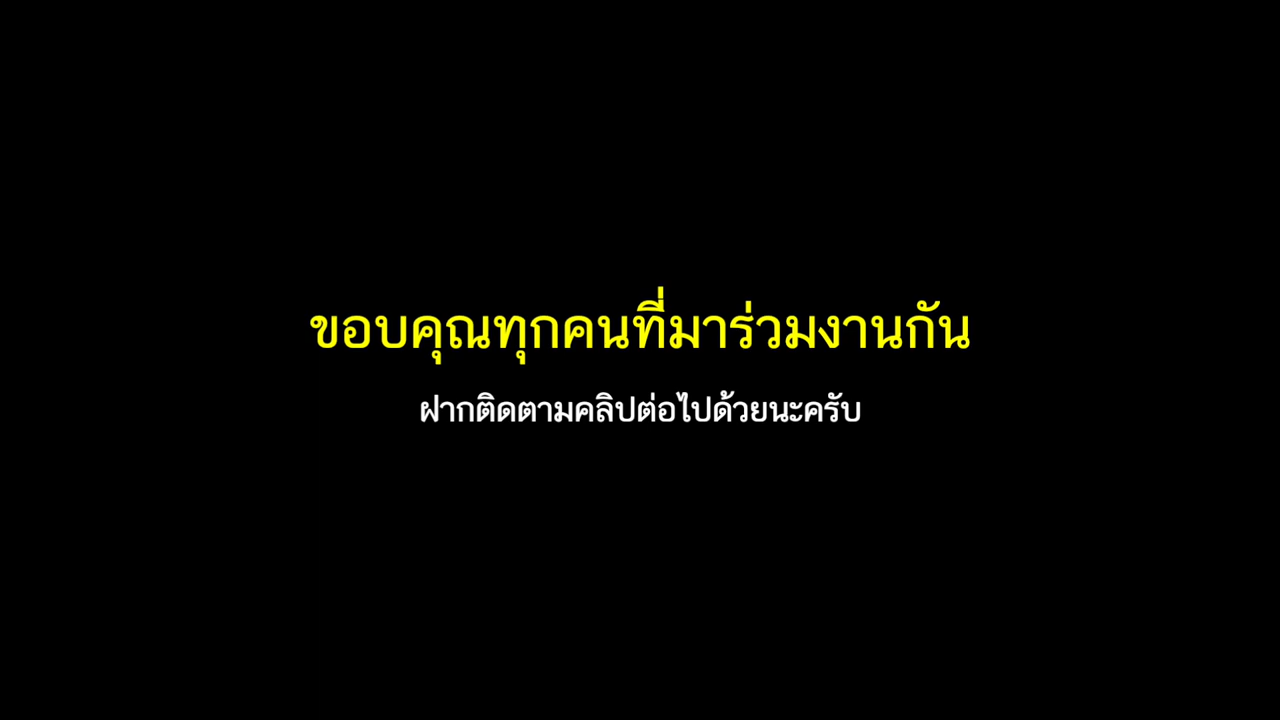 ขอบคุณทุกคนที่มาร่วมงานกัน
ฝากติดตามคลิปต่อไปด้วยนะครับ